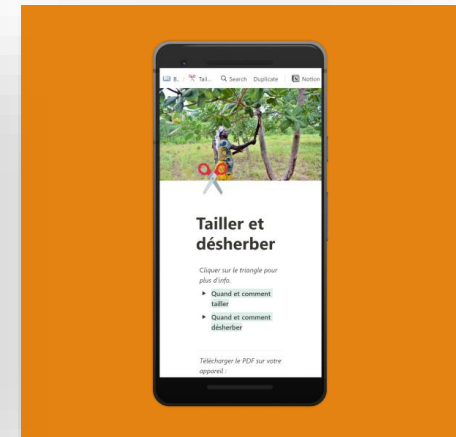 B... / Tail... Search Duplicate Notion
Tailler et
désherber
Cliquer sur le triangle pour
plus d'info.
Quand et comment
tailler
Quand et comment
désherber
Télécharger le PDF sur votre
appareil :